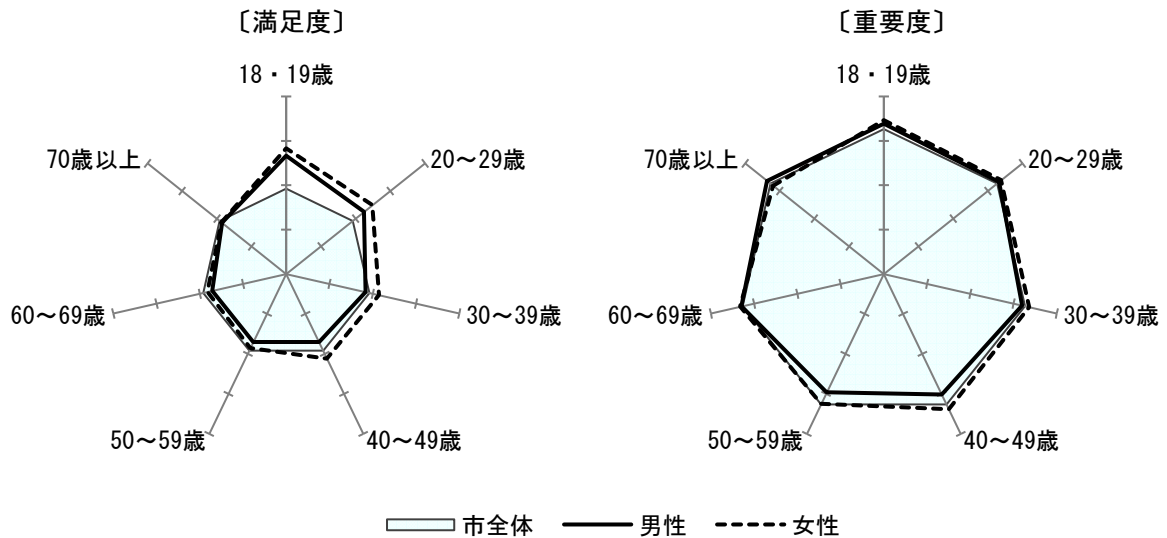 〔満足度〕
18・19歳
20～29歳
30～39歳
40～49歳
50～59歳
60～69歳
70歳以上
〔重要度〕
18・19歳
20～29歳
30～39歳
40～49歳
50～59歳
60～69歳
70歳以上
市全体 男性 女性